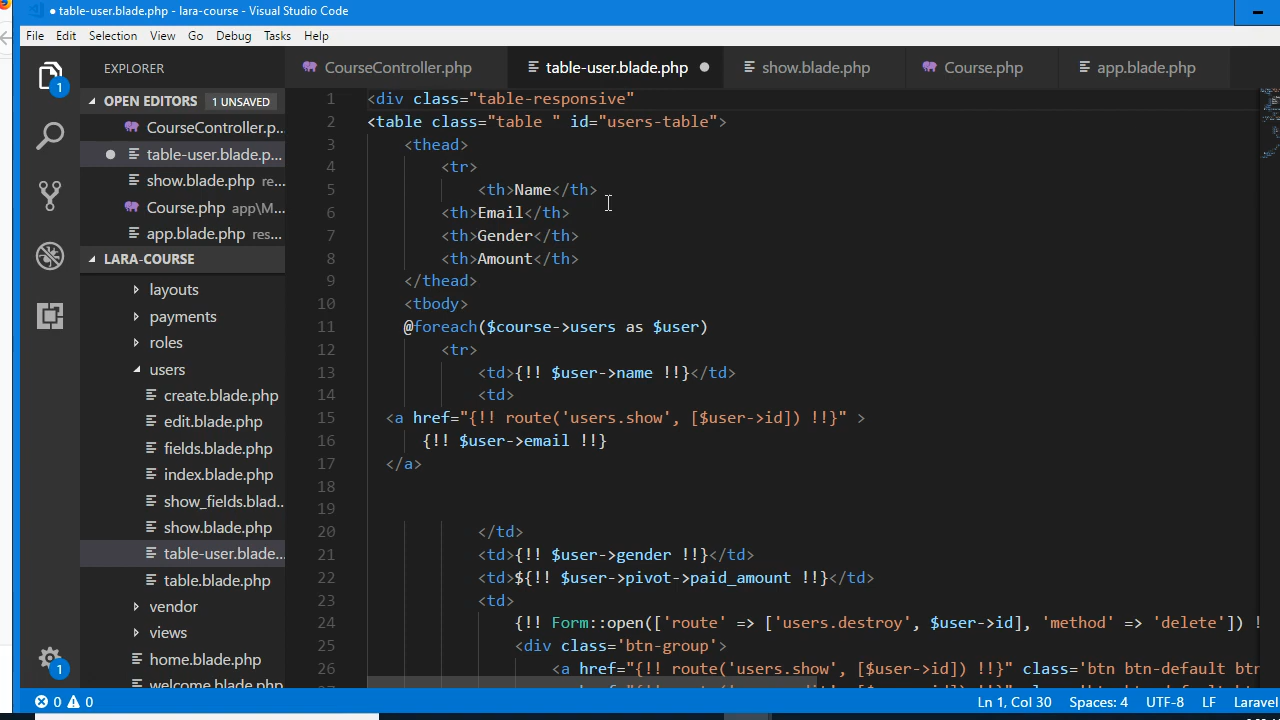 ● table-user.blade.php - lara-course - Visual Studio Code
File Edit Selection View Go Debug Tasks Help
EXPLORER
CourseController.php table-user.blade.php ● show.blade.php Course.php app.blade.php
1
OPEN EDITORS 1 UNSAVED
CourseController.p...
table-user.blade.p...
show.blade.php re...
Course.php app\M...
app.blade.php res...
LARA-COURSE
layouts
payments
roles
users
create.blade.php
edit.blade.php
fields.blade.php
index.blade.php
show_fields.blad...
show.blade.php
table-user.blade...
table.blade.php
vendor
views
home.blade.php
welcome.blade.php
1
1 <div class="table-responsive"
2 <table class="table " id="users-table">
3 <thead>
4 <tr>
5 <th>Name</th>
6 <th>Email</th>
7 <th>Gender</th>
8 <th>Amount</th>
9 </thead>
10 <tbody>
11 @foreach($course->users as $user)
12 <tr>
13 <td>{!! $user->name !!}</td>
14 <td>
15 <a href="{!! route('users.show', [$user->id]) !!}" >
16 {!! $user->email !!}
17 </a>
18
19
20 </td>
21 <td>{!! $user->gender !!}</td>
22 <td>${!! $user->pivot->paid_amount !!}</td>
23 <td>
24 {!! Form::open(['route' => ['users.destroy', $user->id], 'method' => 'delete']) !
25 <div class='btn-group'>
26 <a href="{!! route('users.show', [$user->id]) !!}" class='btn btn-default btn
0 0 Ln 1, Col 30 Spaces: 4 UTF-8 LF Laravel